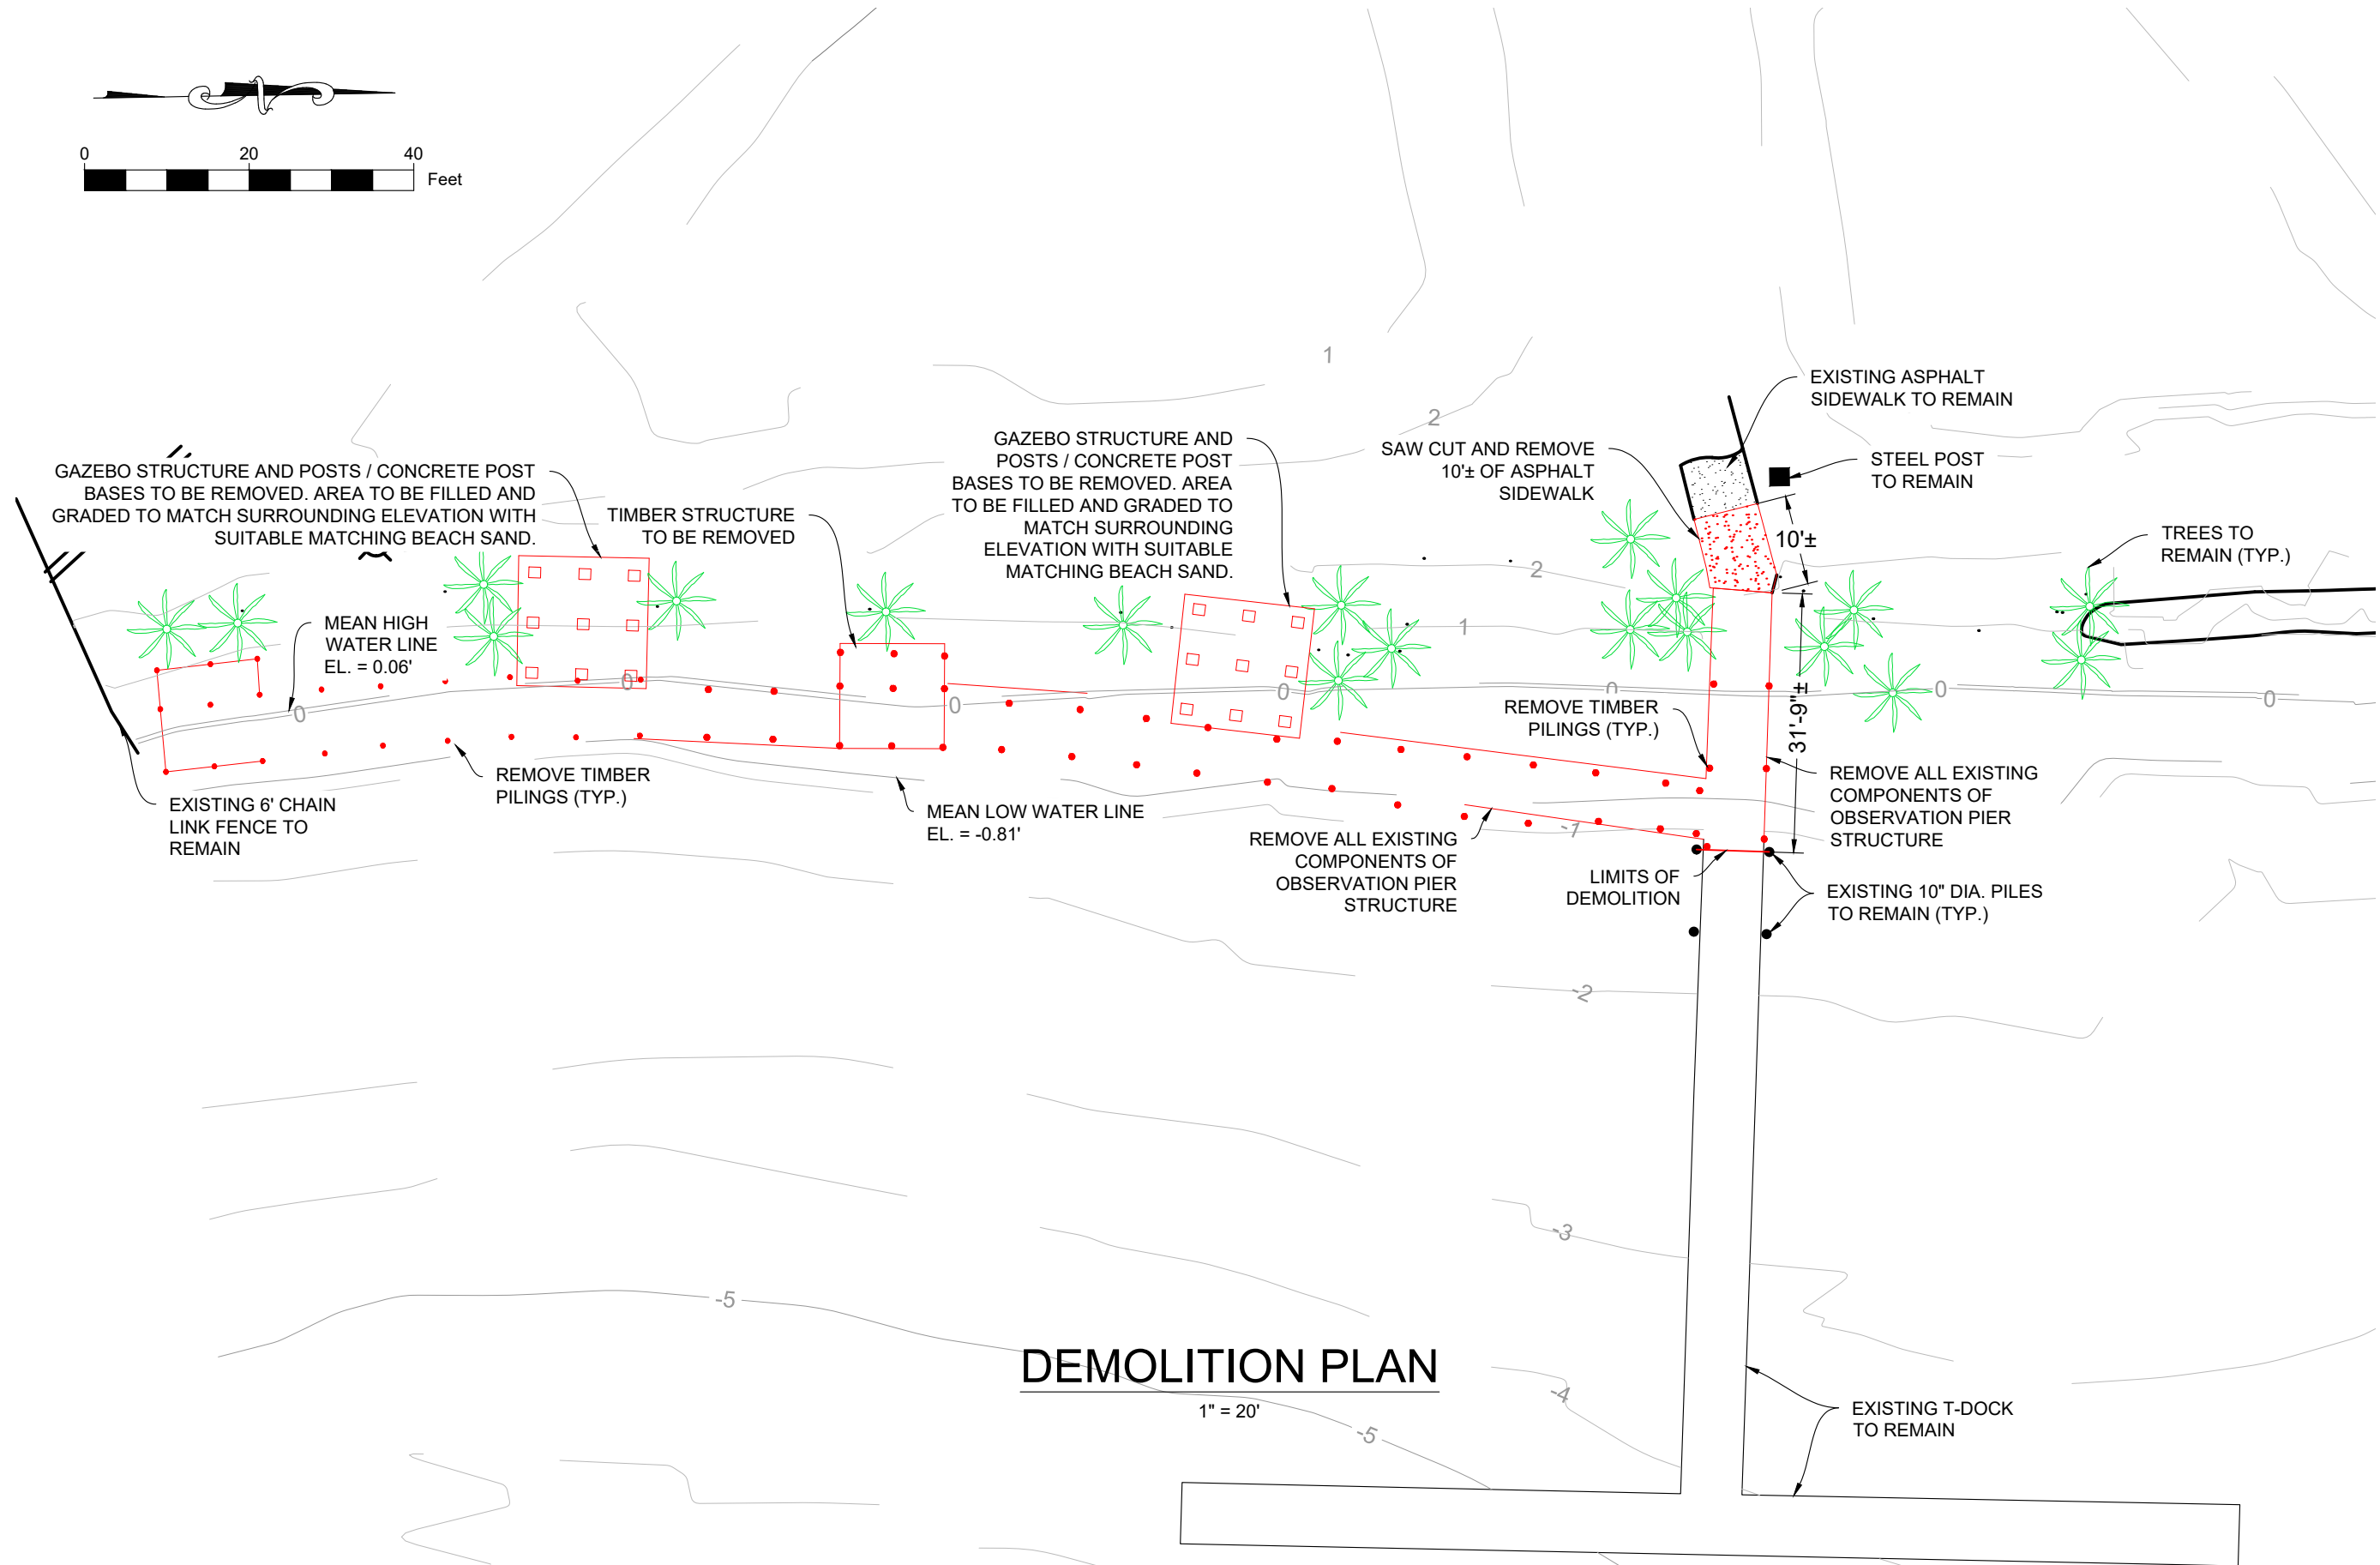 0 20 40
Feet
1
2
EXISTING ASPHALT
SIDEWALK TO REMAIN
GAZEBO STRUCTURE AND POSTS / CONCRETE POST
BASES TO BE REMOVED. AREA TO BE FILLED AND
GRADED TO MATCH SURROUNDING ELEVATION WITH
SUITABLE MATCHING BEACH SAND.
TIMBER STRUCTURE
TO BE REMOVED
GAZEBO STRUCTURE AND
POSTS / CONCRETE POST
BASES TO BE REMOVED. AREA
TO BE FILLED AND GRADED TO
MATCH SURROUNDING
ELEVATION WITH SUITABLE
MATCHING BEACH SAND.
SAW CUT AND REMOVE
10'± OF ASPHALT
SIDEWALK
STEEL POST
TO REMAIN
10'±
TREES TO
REMAIN (TYP.)
2
1
MEAN HIGH
WATER LINE
EL. = 0.06'
0
0
0
0
0
0
0
31'-9"±
REMOVE TIMBER
PILINGS (TYP.)
REMOVE TIMBER
PILINGS (TYP.)
REMOVE ALL EXISTING
COMPONENTS OF
OBSERVATION PIER
STRUCTURE
EXISTING 6' CHAIN
LINK FENCE TO
REMAIN
MEAN LOW WATER LINE
EL. = -0.81'
-1
REMOVE ALL EXISTING
COMPONENTS OF
OBSERVATION PIER
STRUCTURE
LIMITS OF
DEMOLITION
EXISTING 10" DIA. PILES
TO REMAIN (TYP.)
-2
-3
-5
DEMOLITION PLAN
1" = 20'
-4
-5
EXISTING T-DOCK
TO REMAIN